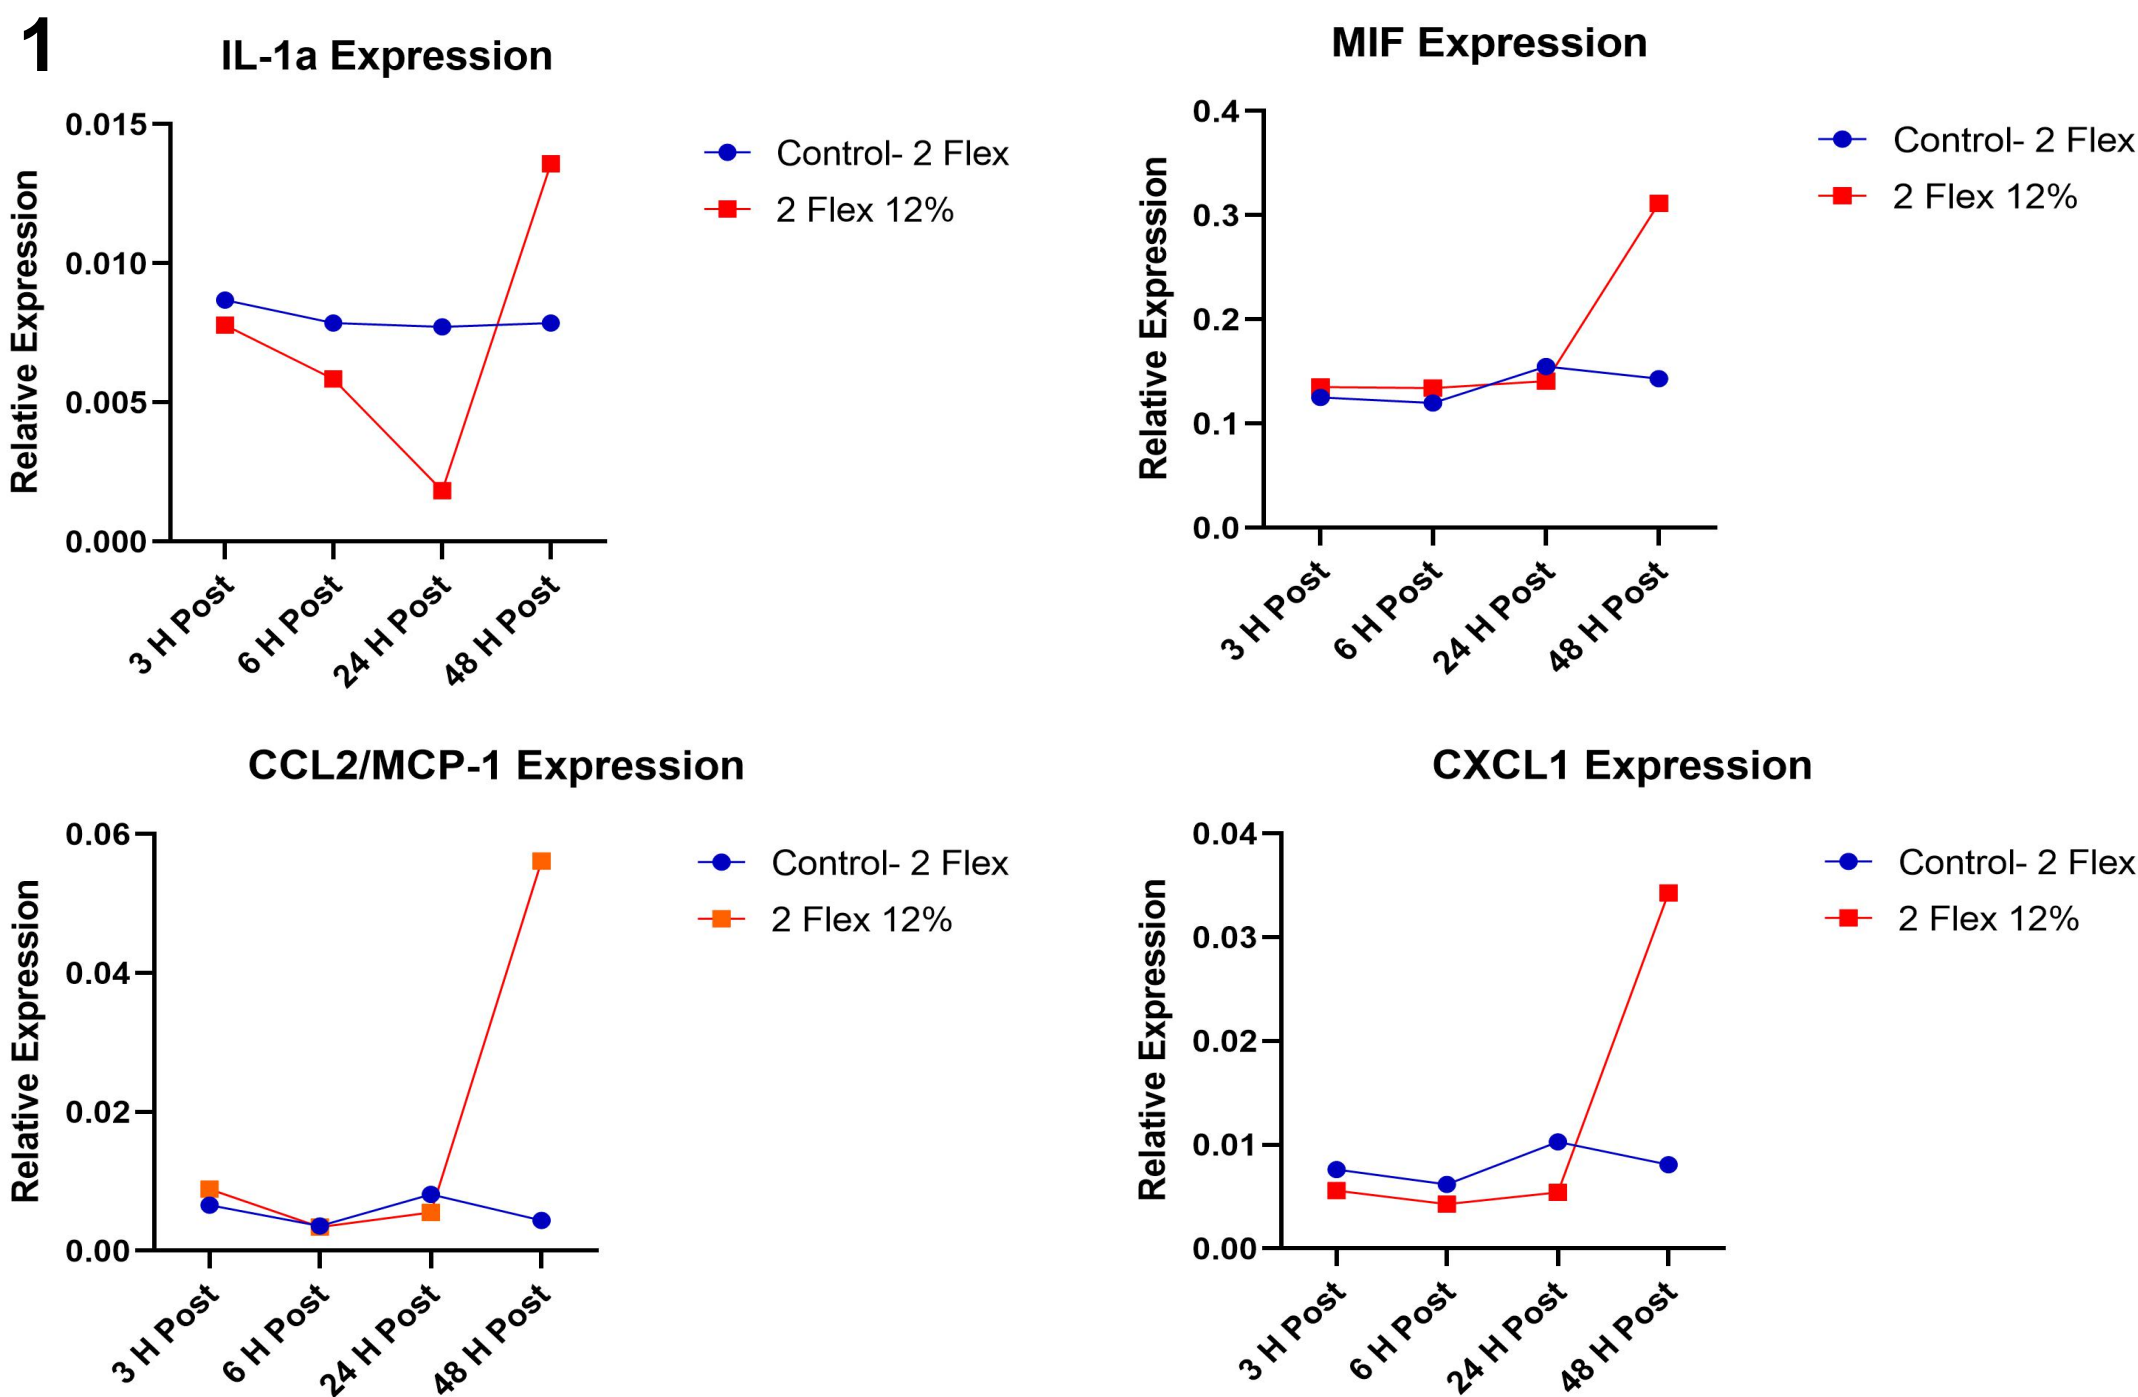 1
IL-1a Expression
Relative Expression
0.015
0.010
0.005
0.000
3 H Post
6 H Post
24 H Post
48 H Post
Control- 2 Flex
2 Flex 12%
MIF Expression
Relative Expression
0.4
0.3
0.2
0.1
0.0
3 H Post
6 H Post
24 H Post
48 H Post
Control- 2 Flex
2 Flex 12%
CCL2/MCP-1 Expression
Relative Expression
0.06
0.04
0.02
0.00
3 H Post
6 H Post
24 H Post
48 H Post
Control- 2 Flex
2 Flex 12%
CXCL1 Expression
Relative Expression
0.04
0.03
0.02
0.01
0.00
3 H Post
6 H Post
24 H Post
48 H Post
Control- 2 Flex
2 Flex 12%